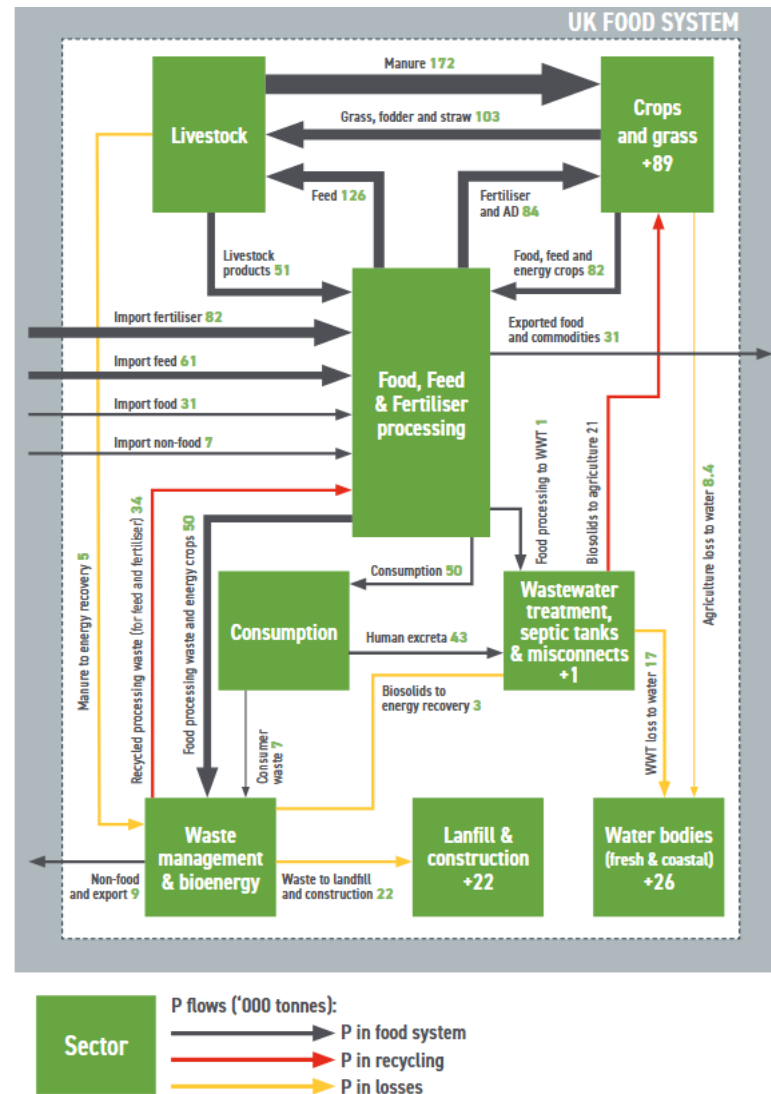 UK FOOD SYSTEM
Manure 172
Livestock
Grass, fodder and straw 103
Crops
and grass
+89
Feed 126
Fertiliser
and AD 84
Livestock
products 51
Food, feed and
energy crops 82
Import fertiliser 82
Exported food
and commodities 31
Import feed 61
Food, Feed
& Fertiliser
processing
Import food 31
Import non-food 7
Manure to energy recovery 5
Recycled processing waste (for feed and fertiliser) 34
Food processing waste and energy crops 50
Food processing to WWT 1
Biosolids to agriculture 21
Agriculture loss to water 8.4
Consumption 50
Consumption
Human excreta 43
Wastewater
treatment,
septic tanks
& misconnects
+1
Biosolids to
energy recovery 3
Consumer
waste 7
WWT loss to water 17
Waste
management
& bioenergy
Non-food
and export 9
Waste to landfill
and construction 22
Lanfill &
construction
+22
Water bodies
(fresh & coastal)
+26
Sector
P flows (‘000 tonnes):
P in food system
P in recycling
P in losses